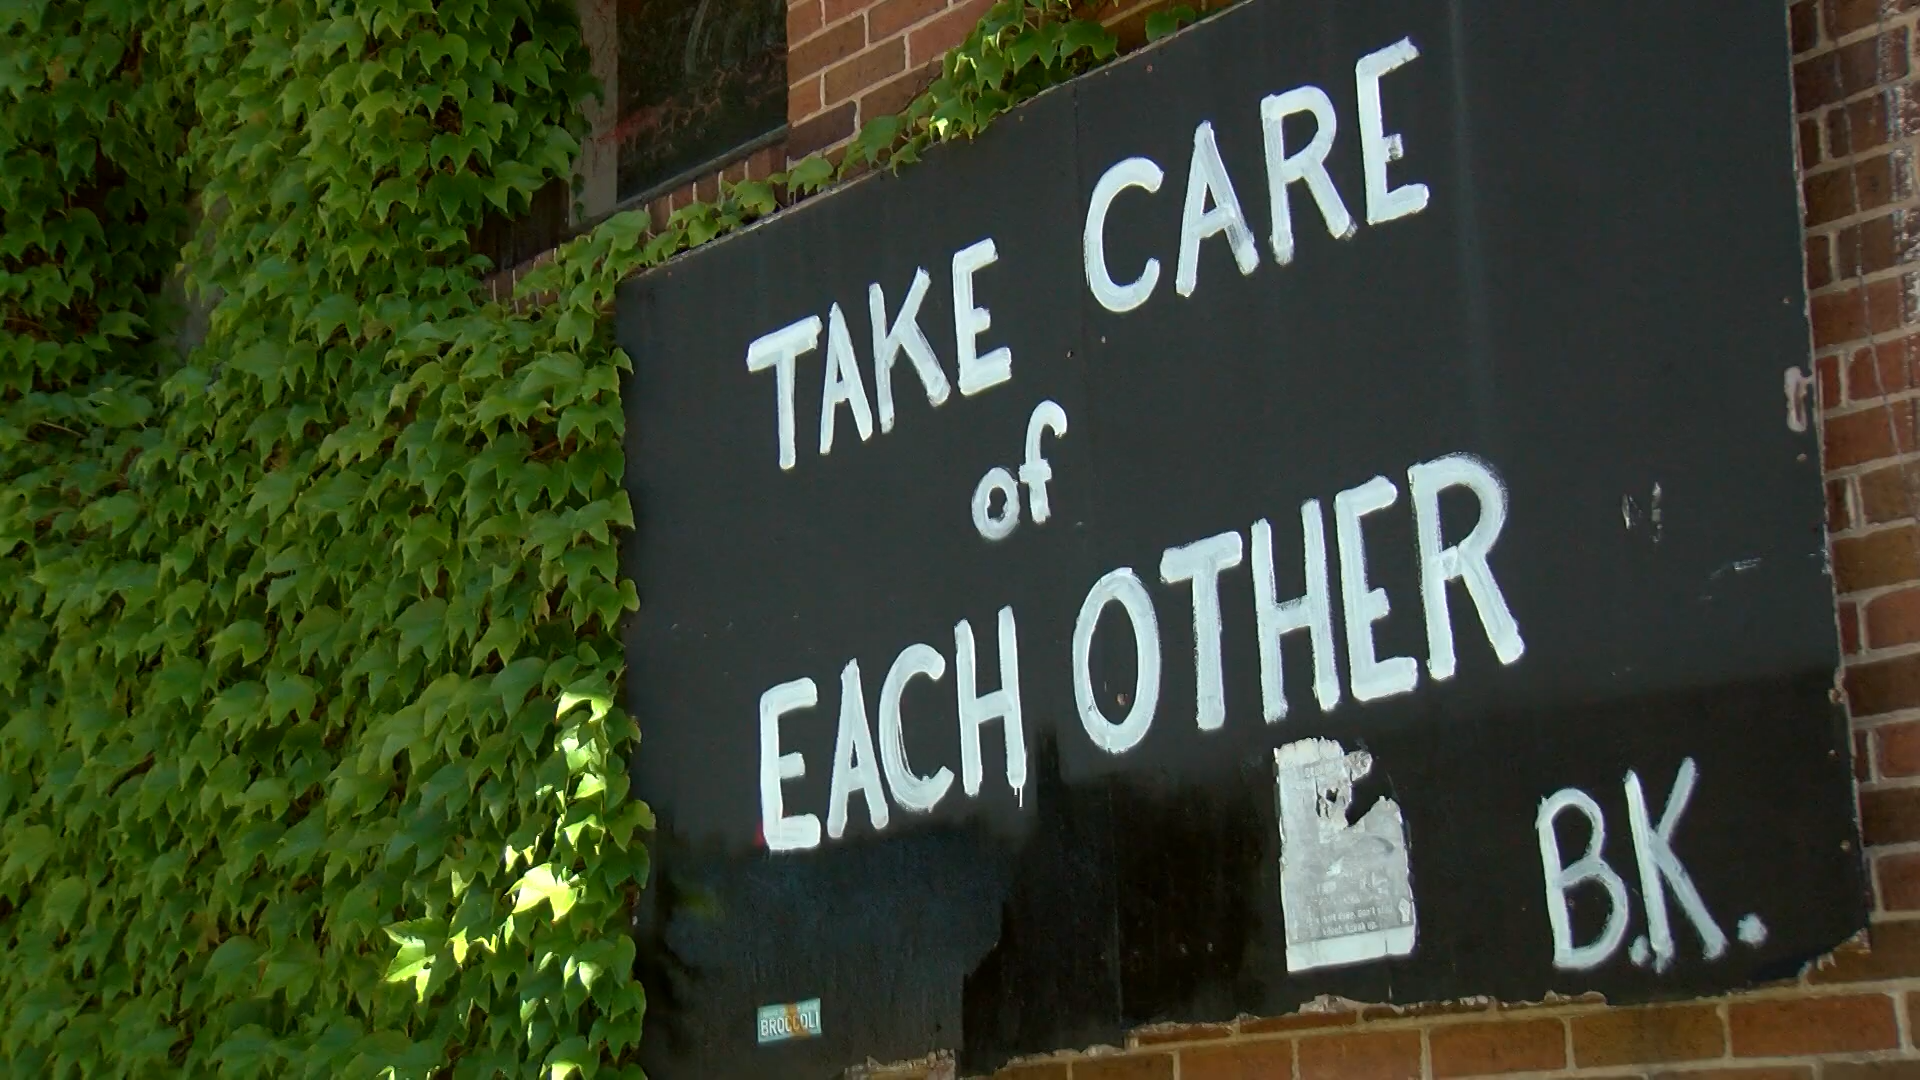 TAKE CARE
of
EACH OTHER
B.K.
BROCCOLI